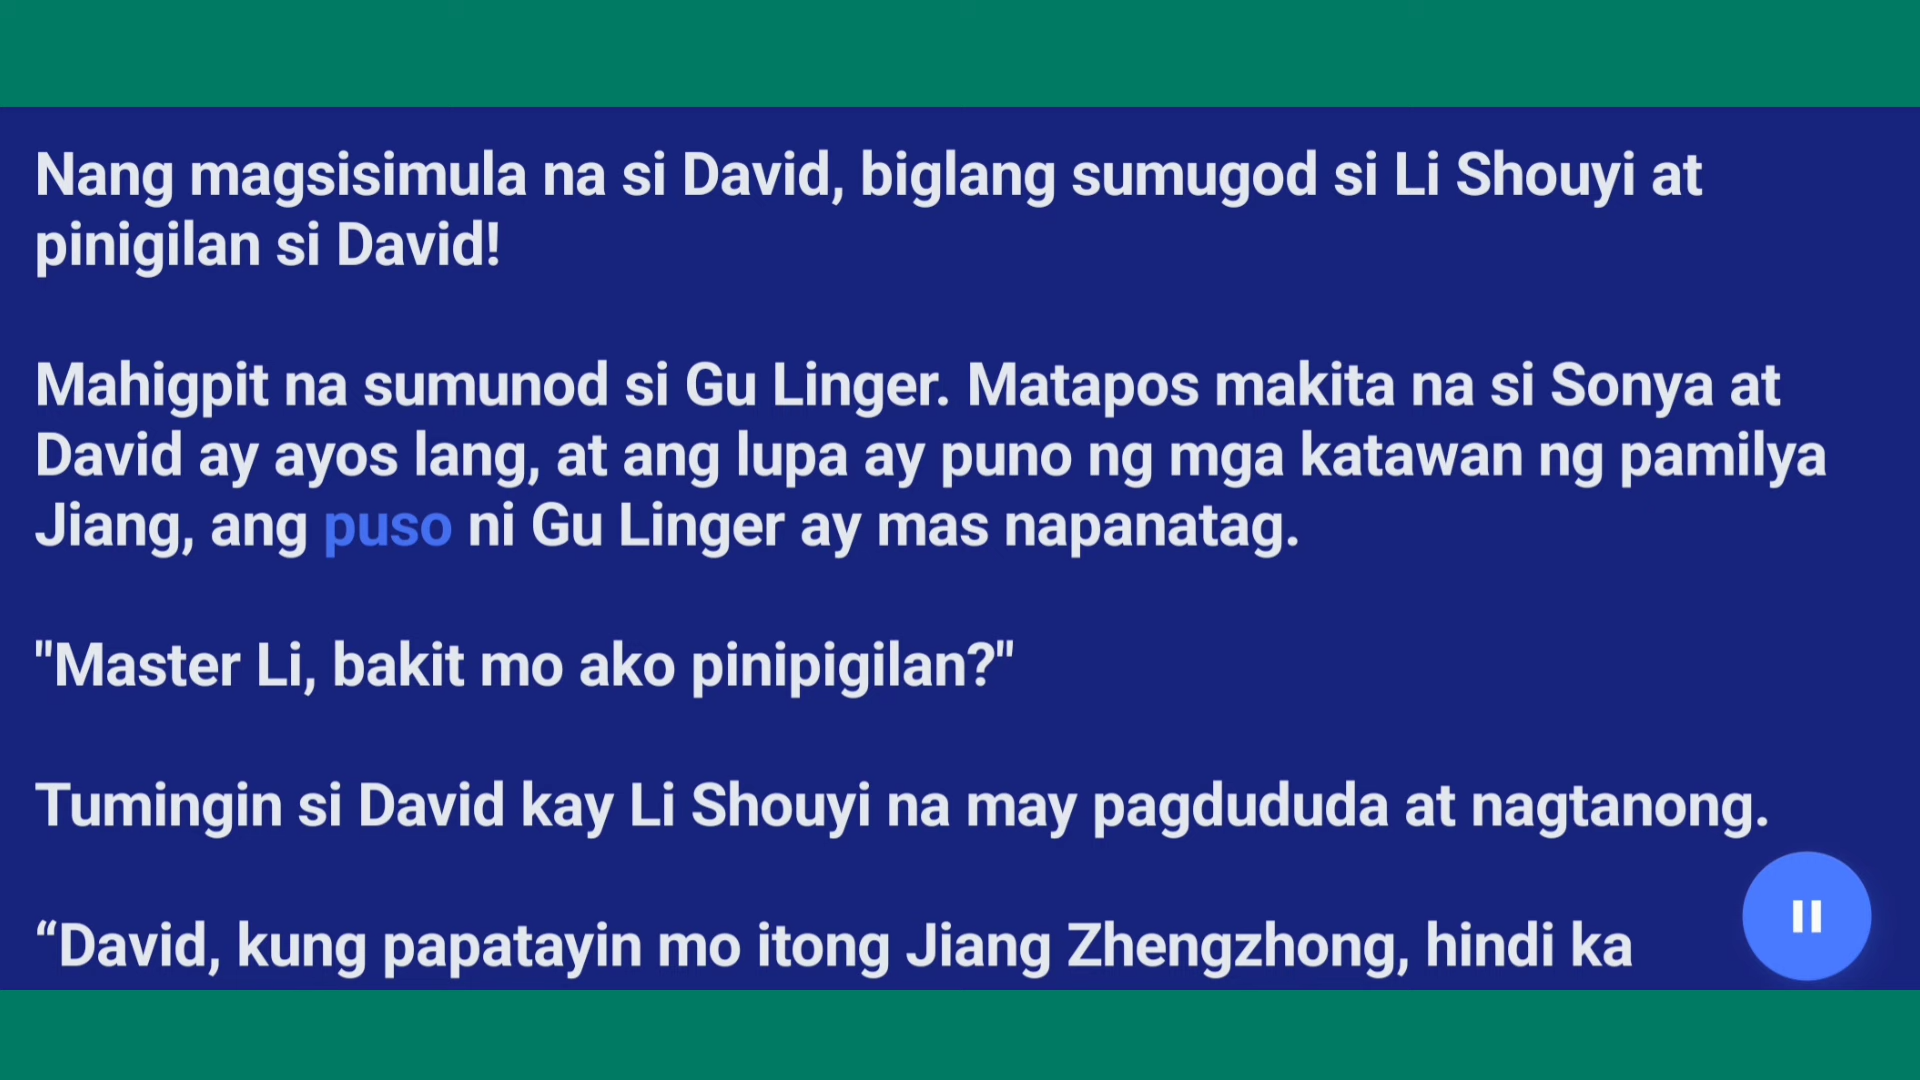 Nang magsisimula na si David, biglang sumugod si Li Shouyi at
pinigilan si David!
Mahigpit na sumunod si Gu Linger. Matapos makita na si Sonya at
David ay ayos lang, at ang lupa ay puno ng mga katawan ng pamilya
Jiang, ang puso ni Gu Linger ay mas napanatag.
"Master Li, bakit mo ako pinipigilan?"
Tumingin si David kay Li Shouyi na may pagdududa at nagtanong.
“David, kung papatayin mo itong Jiang Zhengzhong, hindi ka